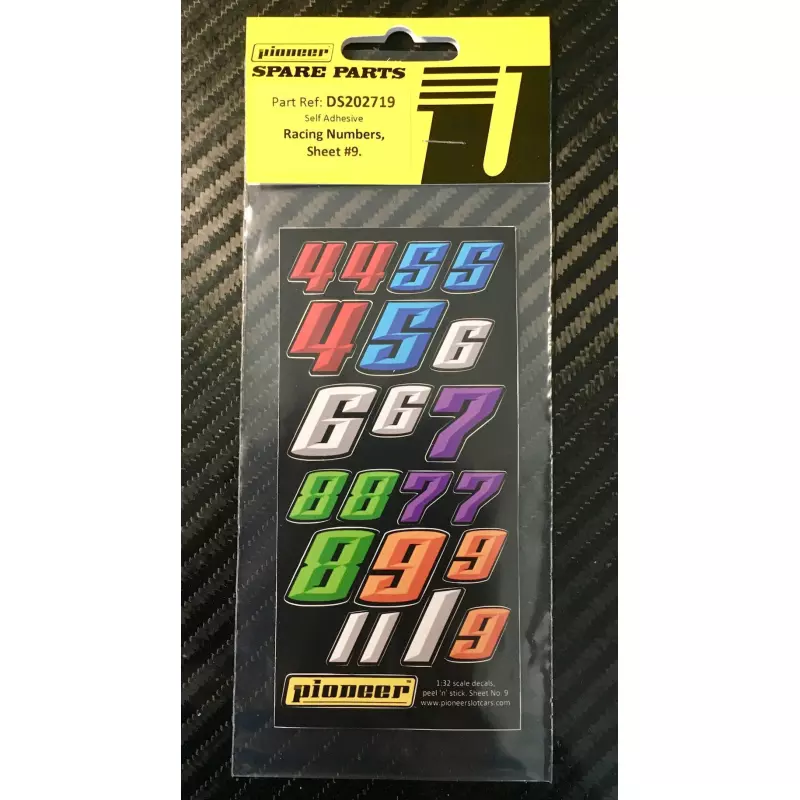 pioneer
SPARE PARTS
Part Ref: DS202719
Self Adhesive
Racing Numbers,
Sheet #9.
4 4 5 5
4 5 6
6 6 7
8 8 7 7
8 9 9
1 1 1 9
pioneer
1:32 scale decals,
peel 'n' stick. Sheet No. 9
www.pioneerslotcars.com